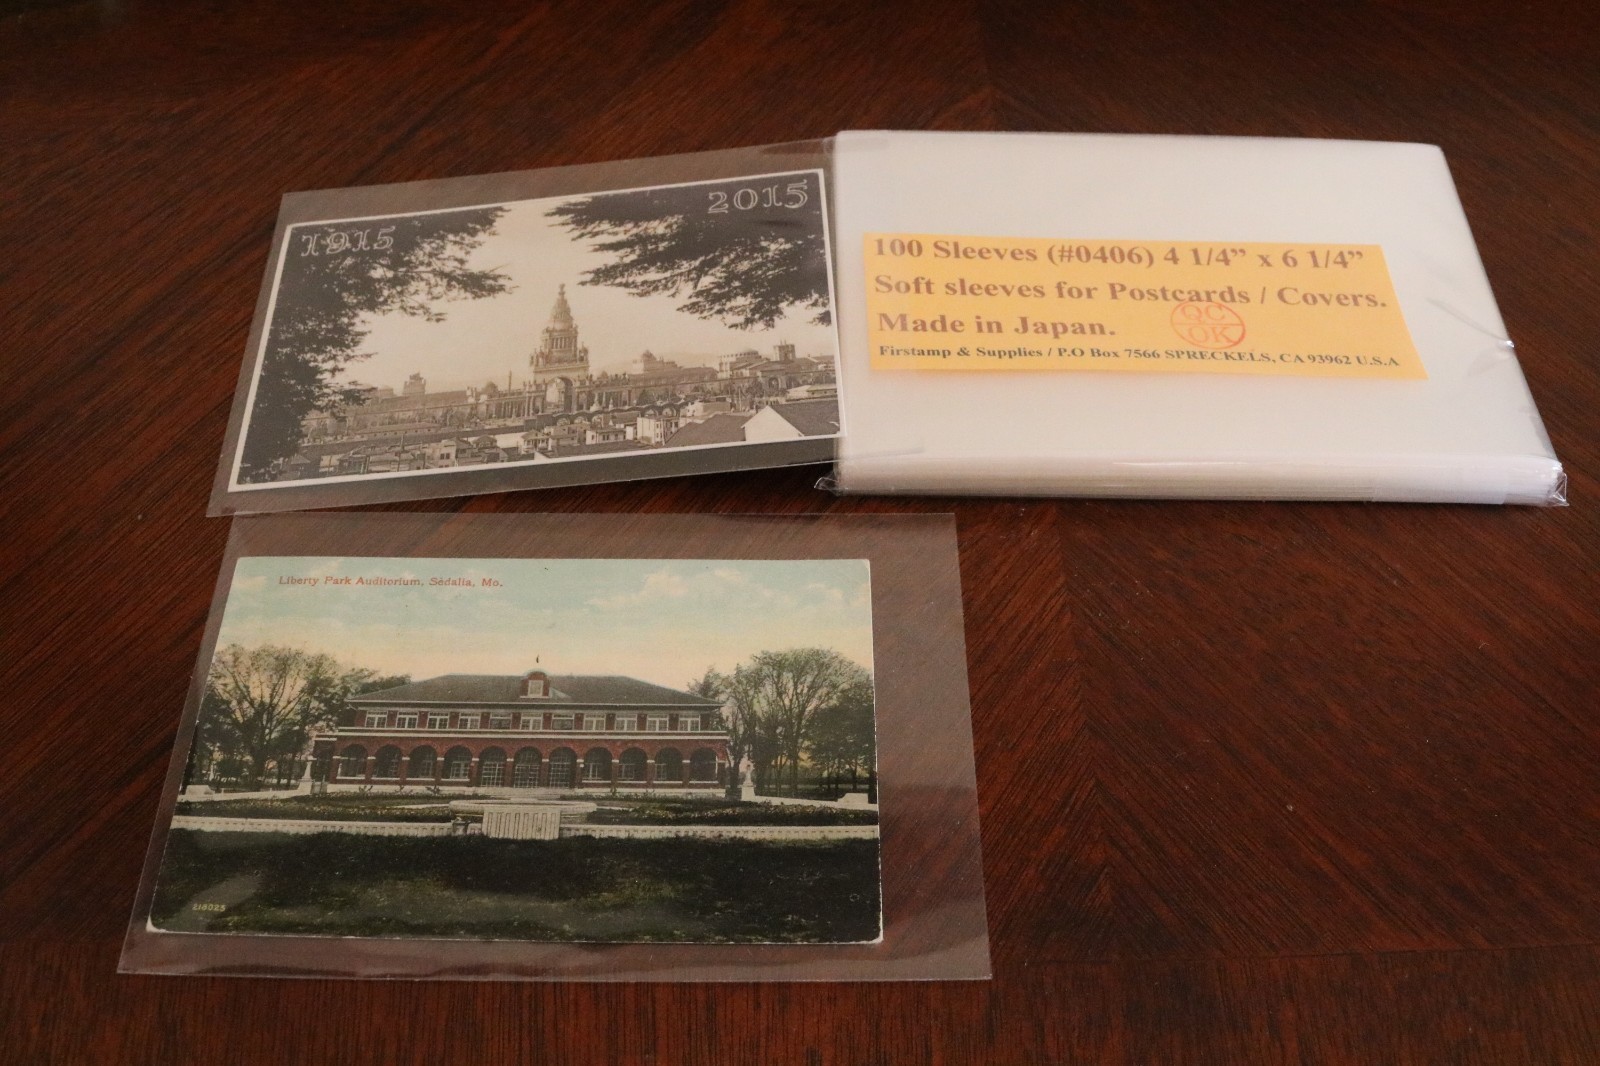 1915
2015
100 Sleeves (#0406) 4 1/4” x 6 1/4”
Soft sleeves for Postcards / Covers.
Made in Japan.
QC
OK
Firstamp & Supplies / P.O Box 7566 SPRECKELS, CA 93962 U.S.A
Liberty Park Auditorium, Sedalia, Mo.
216025